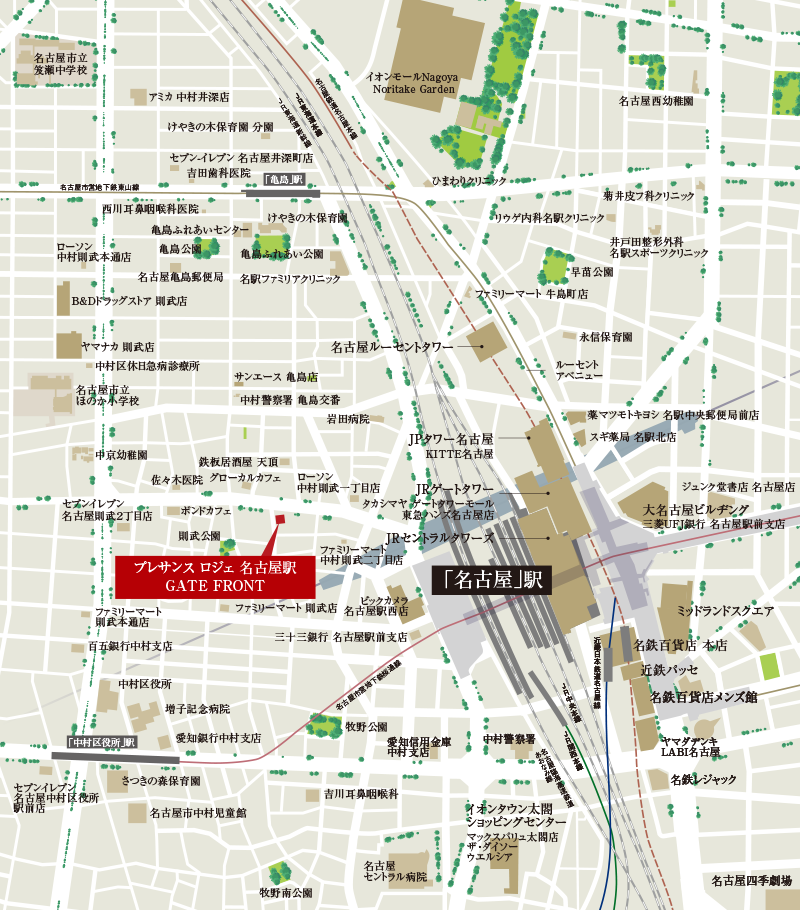 名古屋市立
笈瀬中学校
アミカ 中村井深店
けやきの木保育園 分園
セブンイレブン 名古屋井深町店
吉田歯科医院
「亀島」駅
名古屋市営地下鉄東山線
JR東海道新幹線
JR東海道本線
名古屋鉄道名古屋本線
イオンモールNagoya
Noritake Garden
名古屋西幼稚園
ひまわりクリニック
菊井皮フ科クリニック
リウゲ内科名駅クリニック
井戸田整形外科
名駅スポーツクリニック
早苗公園
西川耳鼻咽喉科医院
けやきの木保育園
亀島ふれあいセンター
亀島公園
亀島ふれあい公園
ローソン
中村則武本通店
名古屋亀島郵便局
名駅ファミリアクリニック
B&Dドラッグストア 則武店
ファミリーマート 牛島町店
ヤマナカ 則武店
名古屋ルーセントタワー
永信保育園
中村区休日急病診療所
サンエース 亀島店
ルーセント
アベニュー
名古屋市立
ほのか小学校
中村警察署 亀島交番
岩田病院
薬マツモトキヨシ 名駅中央郵便局前店
JPタワー名古屋
KITTE名古屋
スギ薬局 名駅北店
中京幼稚園
鉄板居酒屋 天頂
佐々木医院
グローカルカフェ
ローソン
中村則武一丁目店
JRゲートタワー
ジュンク堂書店 名古屋店
タカシマヤ ゲートタワーモール
東急ハンズ名古屋店
セブンイレブン
名古屋則武2丁目店
ボンドカフェ
大名古屋ビルヂング
三菱UFJ銀行 名古屋駅前支店
則武公園
JRセントラルタワーズ
ファミリーマート
中村則武二丁目店
プレサンス ロジェ 名古屋駅
GATE FRONT
「名古屋」駅
ファミリーマート 則武店
ビックカメラ
名古屋駅西店
ファミリーマート
則武本通店
ミッドランドスクエア
三十三銀行 名古屋駅前支店
百五銀行中村支店
名鉄百貨店 本店
近鉄パッセ
名鉄百貨店メンズ館
近畿日本鉄道名古屋線
名古屋市営地下鉄桜通線
中村区役所
増子記念病院
JR中央本線
JR関西本線
牧野公園
愛知信用金庫
中村支店
中村警察署
「中村区役所」駅
愛知銀行中村支店
ヤマダデンキ
LABI名古屋
名古屋臨海高速鉄道
あおなみ線
名鉄レジャック
さつきの森保育園
セブンイレブン
名古屋中村区役所
駅前店
吉川耳鼻咽喉科
名古屋市中村児童館
イオンタウン太閤
ショッピングセンター
マックスバリュ太閤店
ザ・ダイソー
ウエルシア
名古屋
セントラル病院
牧野南公園
名古屋四季劇場